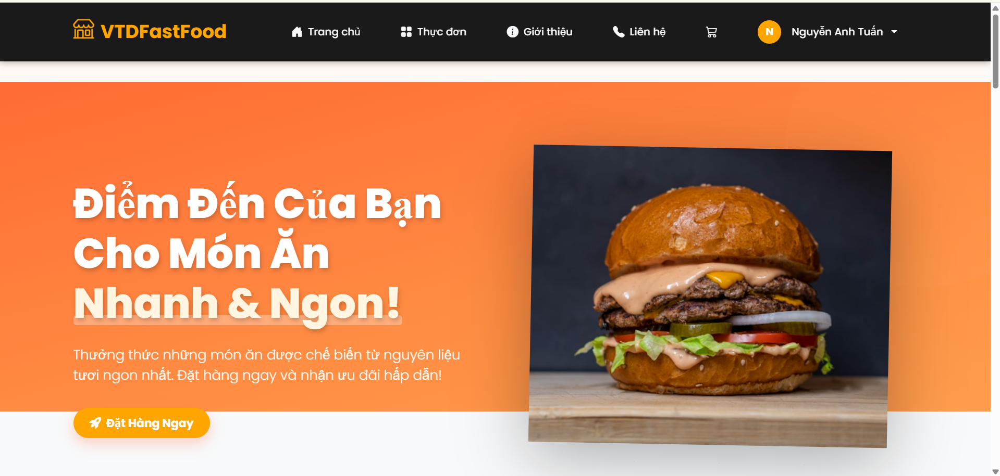 VTDFastFood
Trang chủ
Thực đơn
Giới thiệu
Liên hệ
N
Nguyễn Anh Tuấn
Điểm Đến Của Bạn
Cho Món Ăn
Nhanh & Ngon!
Thưởng thức những món ăn được chế biến từ nguyên liệu
tươi ngon nhất. Đặt hàng ngay và nhận ưu đãi hấp dẫn!
Đặt Hàng Ngay